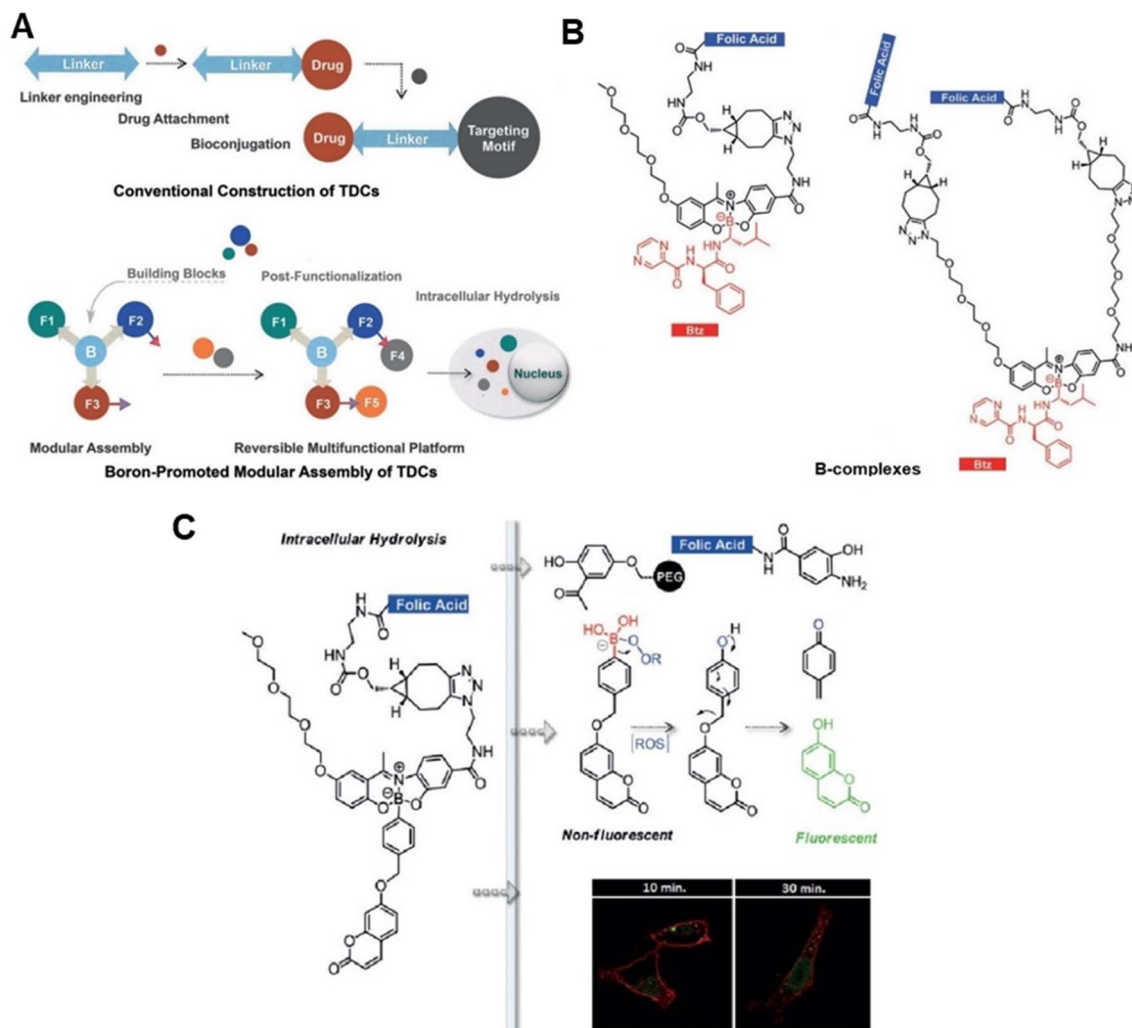 A
Linker
Linker
Drug
Linker engineering
Drug Attachment
Bioconjugation
Drug
Linker
Targeting
Motif
Conventional Construction of TDCs
Building Blocks
Post-Functionalization
Intracellular Hydrolysis
F1
F2
B
F3
F1
F2
B
F4
F3
F5
Nucleus
Modular Assembly
Reversible Multifunctional Platform
Boron-Promoted Modular Assembly of TDCs
B
Folic Acid
Btz
Folic Acid
Folic Acid
Btz
B-complexes
C
Intracellular Hydrolysis
Folic Acid
PEG
Folic Acid
[ROS]
Non-fluorescent
Fluorescent
10 min.
30 min.